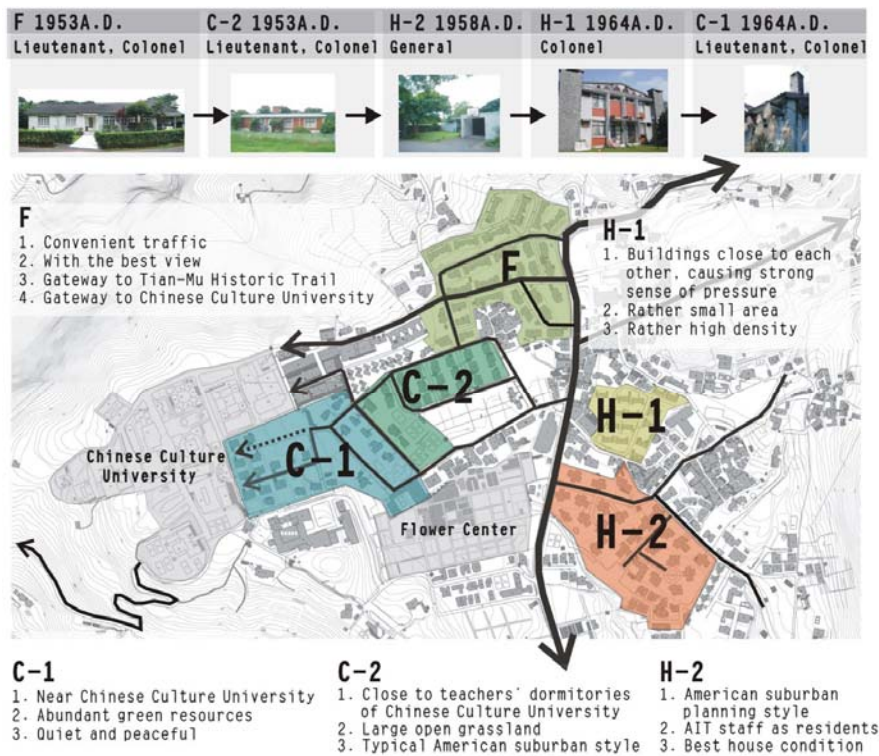 F 1953A.D.
Lieutenant, Colonel
C-2 1953A.D.
Lieutenant, Colonel
H-2 1958A.D.
General
H-1 1964A.D.
Colonel
C-1 1964A.D.
Lieutenant, Colonel
F
1. Convenient traffic
2. With the best view
3. Gateway to Tian-Mu Historic Trail
4. Gateway to Chinese Culture University
H-1
1. Buildings close to each
other, causing strong
sense of pressure
2. Rather small area
3. Rather high density
F
C-2
H-1
C-1
Chinese Culture
University
Flower Center
H-2
C-1
1. Near Chinese Culture University
2. Abundant green resources
3. Quiet and peaceful
C-2
1. Close to teachers' dormitories
of Chinese Culture University
2. Large open grassland
3. Typical American suburban style
H-2
1. American suburban
planning style
2. AIT staff as residents
3. Best house condition